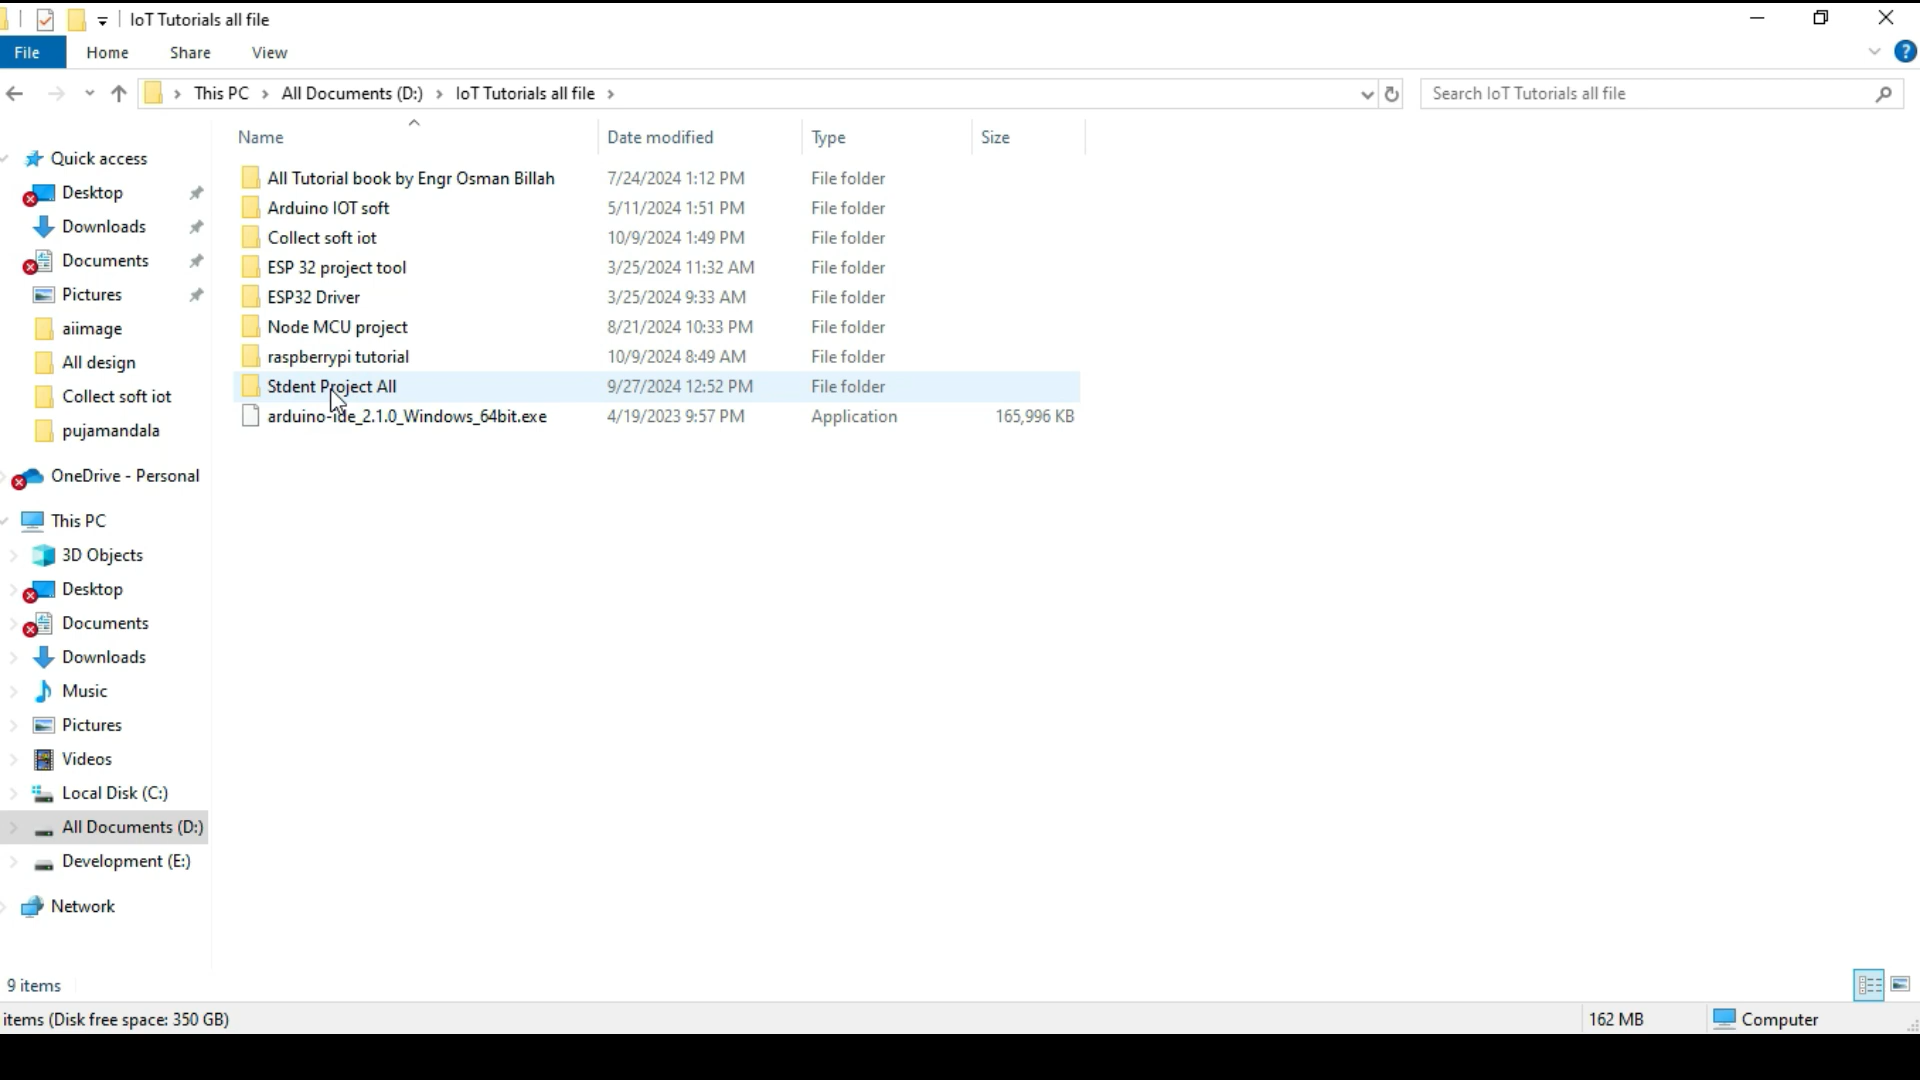 IoT Tutorials all file
File Home Share View
This PC All Documents (D:) IoT Tutorials all file
Search IoT Tutorials all file
Name Date modified Type Size
Quick access
Desktop
Downloads
Documents
Pictures
aiimage
All design
Collect soft iot
pujamandala
OneDrive - Personal
This PC
3D Objects
Desktop
Documents
Downloads
Music
Pictures
Videos
Local Disk (C:)
All Documents (D:)
Development (E:)
Network
All Tutorial book by Engr Osman Billah 7/24/2024 1:12 PM File folder
Arduino IOT soft 5/11/2024 1:51 PM File folder
Collect soft iot 10/9/2024 1:49 PM File folder
ESP 32 project tool 3/25/2024 11:32 AM File folder
ESP32 Driver 3/25/2024 9:33 AM File folder
Node MCU project 8/21/2024 10:33 PM File folder
raspberrypi tutorial 10/9/2024 8:49 AM File folder
Stdent Project All 9/27/2024 12:52 PM File folder
arduino-ide_2.1.0_Windows_64bit.exe 4/19/2023 9:57 PM Application 165,996 KB
9 items
items (Disk free space: 350 GB) 162 MB Computer